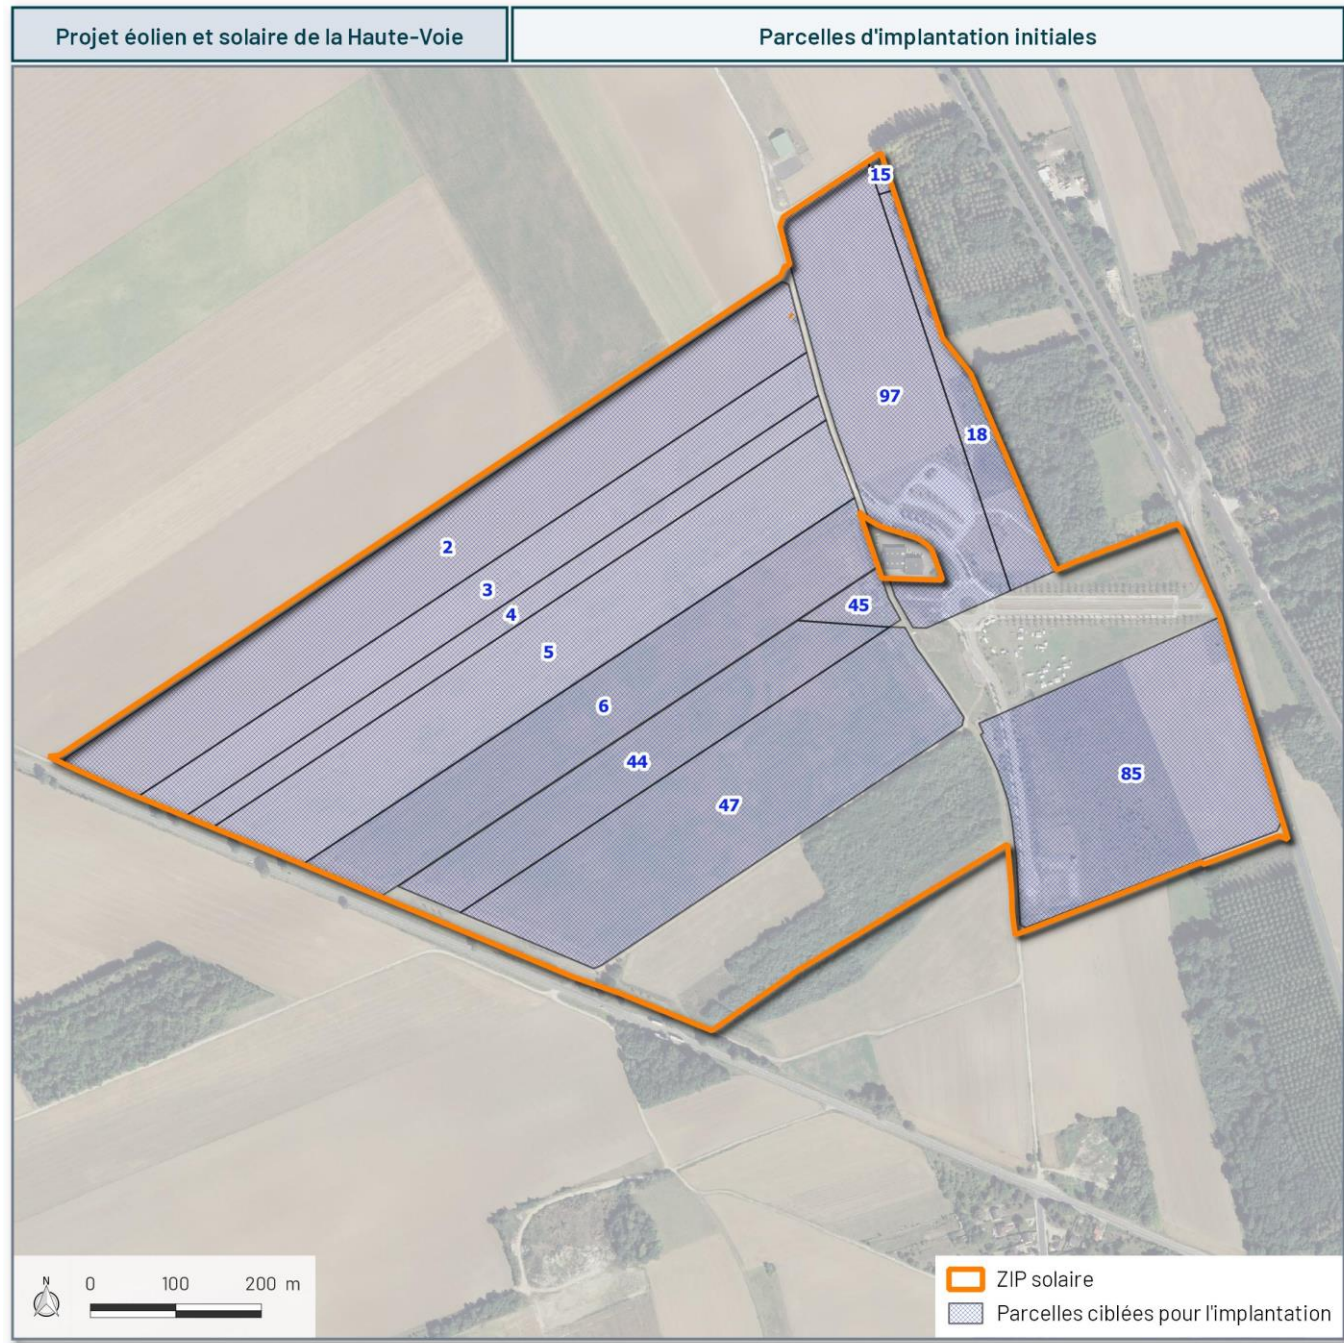 Projet éolien et solaire de la Haute-Voie
Parcelles d'implantation initiales
15
97
18
2
3
4
45
5
6
44
85
47
N
0 100 200 m
ZIP solaire
Parcelles ciblées pour l'implantation